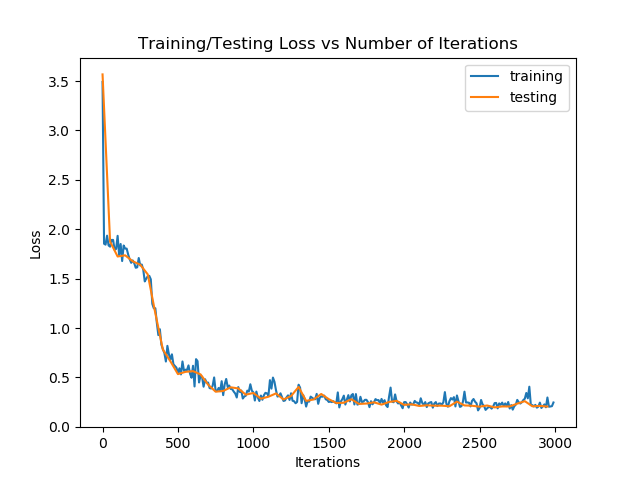 Training/Testing Loss vs Number of Iterations
training
testing
3.5
3.0
2.5
2.0
1.5
1.0
0.5
0.0
Loss
0 500 1000 1500 2000 2500 3000
Iterations